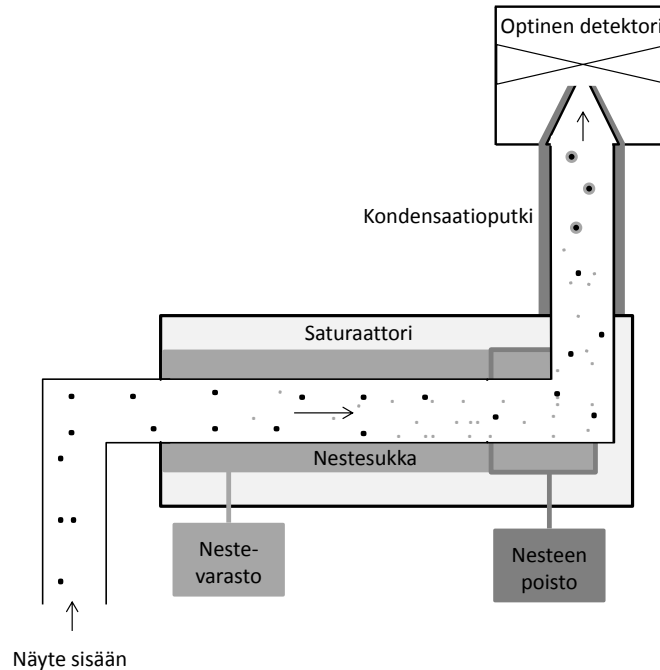 Optinen detektori
Kondensaatioputki
Saturaattori
Nestesukka
Neste-
varasto
Nesteen
poisto
Näyte sisään